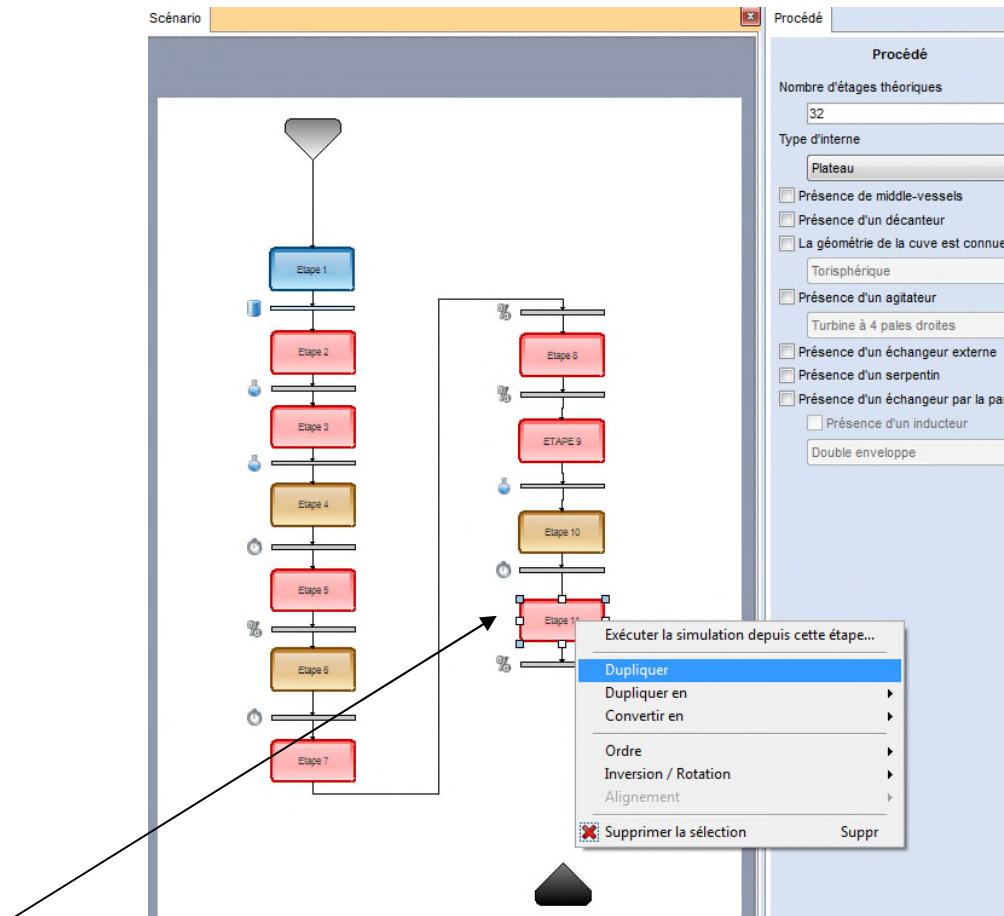 Scénario
Etape 1
Etape 2
Etape 3
Etape 4
Etape 5
Etape 6
Etape 7
Etape 8
ETAPE 9
Etape 10
Etape 11
Exécuter la simulation depuis cette étape...
Dupliquer
Dupliquer en
Convertir en
Ordre
Inversion / Rotation
Alignement
Supprimer la sélection Suppr
Procédé
Procédé
Nombre d'étages théoriques
32
Type d'interne
Plateau
Présence de middle-vessels
Présence d'un décanteur
La géométrie de la cuve est connue
Torisphérique
Présence d'un agitateur
Turbine à 4 pales droites
Présence d'un échangeur externe
Présence d'un serpentin
Présence d'un échangeur par la par
Présence d'un inducteur
Double enveloppe